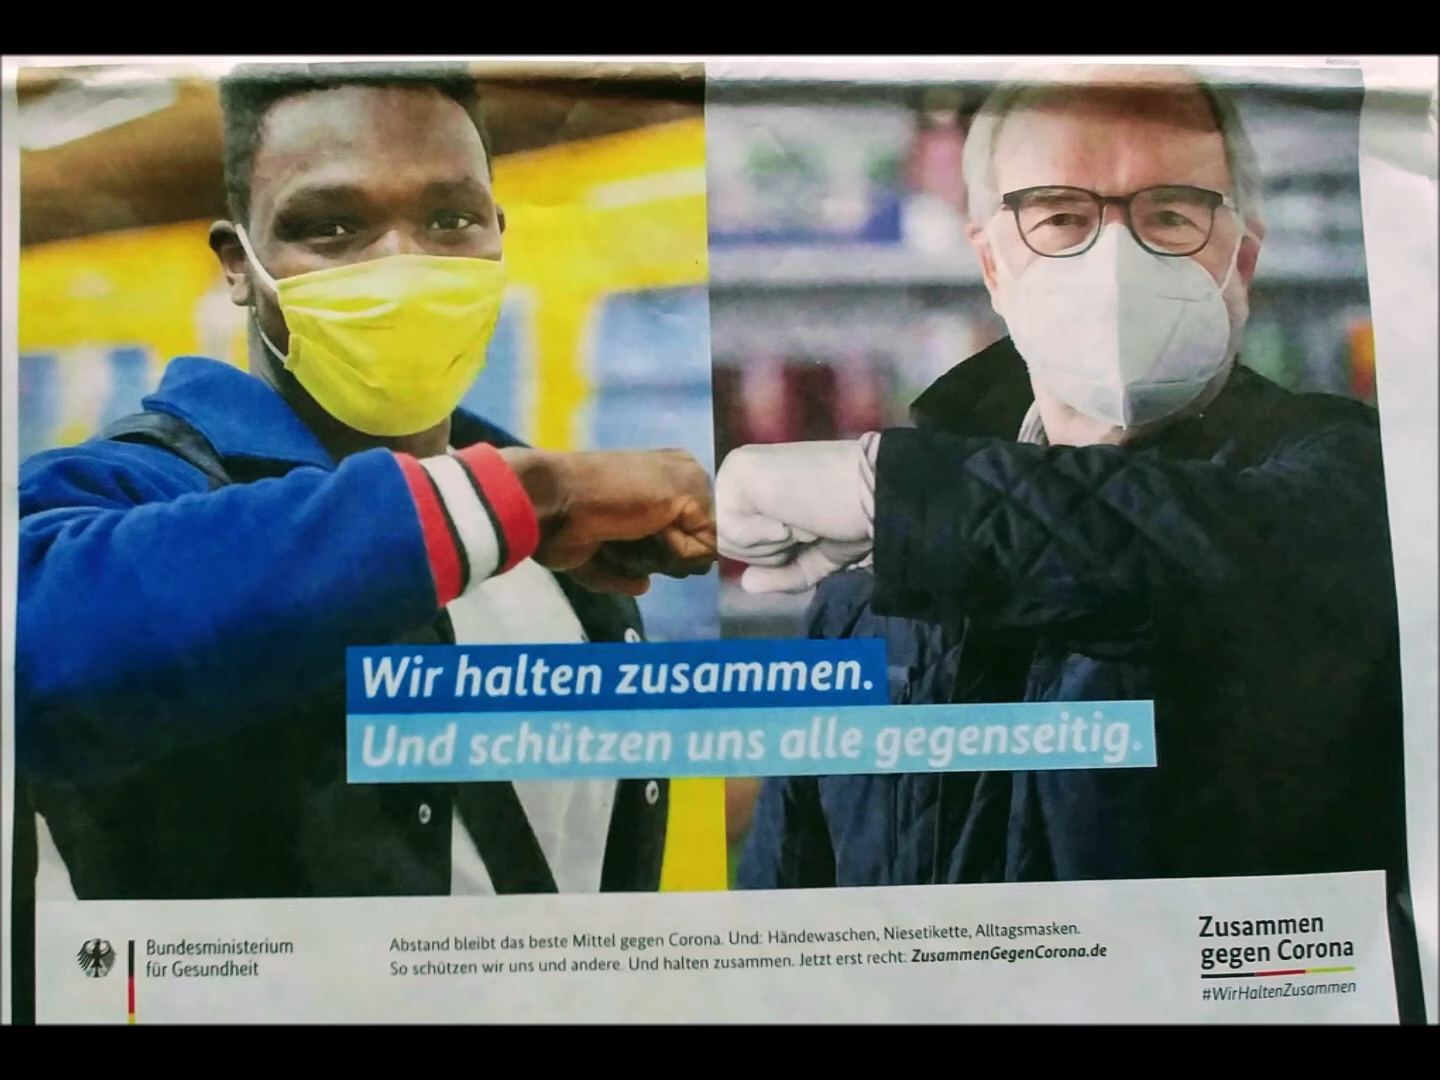 Wir halten zusammen.
Und schützen uns alle gegenseitig.
Bundesministerium
für Gesundheit
Abstand bleibt das beste Mittel gegen Corona. Und: Händewaschen, Niesetikette, Alltagsmasken.
So schützen wir uns und andere. Und halten zusammen. Jetzt erst recht: ZusammenGegenCorona.de
Zusammen
gegen Corona
#WirHaltenZusammen